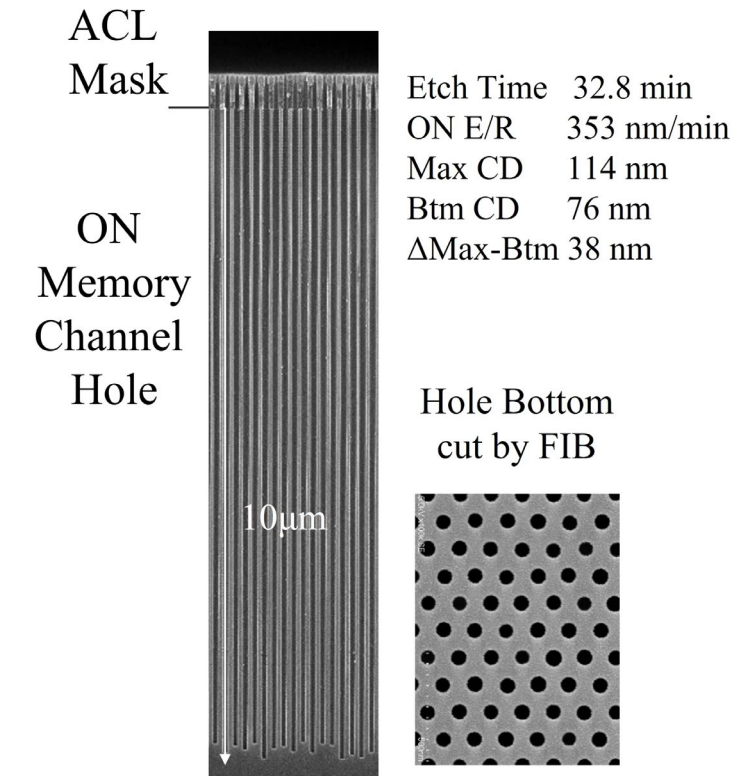 ACL
Mask
Etch Time 32.8 min
ON E/R 353 nm/min
Max CD 114 nm
Btm CD 76 nm
ΔMax-Btm 38 nm
ON
Memory
Channel
Hole
10μm
Hole Bottom
cut by FIB